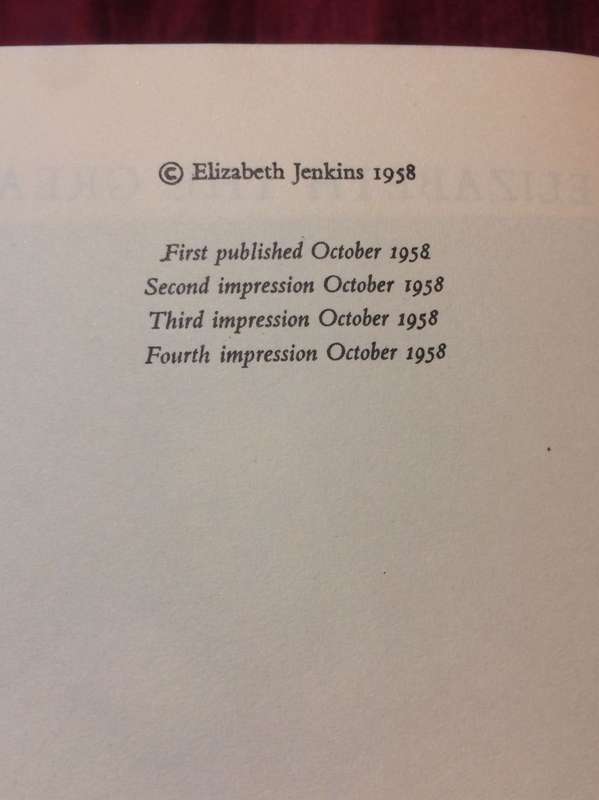 © Elizabeth Jenkins 1958
First published October 1958
Second impression October 1958
Third impression October 1958
Fourth impression October 1958